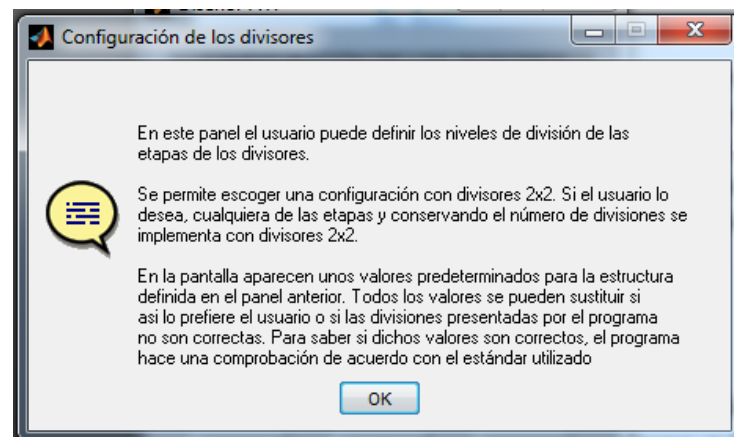 Configuración de los divisores
En este panel el usuario puede definir los niveles de división de las
etapas de los divisores.
Se permite escoger una configuración con divisores 2x2. Si el usuario lo
desea, cualquiera de las etapas y conservando el número de divisiones se
implementa con divisores 2x2.
En la pantalla aparecen unos valores predeterminados para la estructura
definida en el panel anterior. Todos los valores se pueden sustituir si
asi lo prefiere el usuario o si las divisiones presentadas por el programa
no son correctas. Para saber si dichos valores son correctos, el programa
hace una comprobación de acuerdo con el estándar utilizado
OK